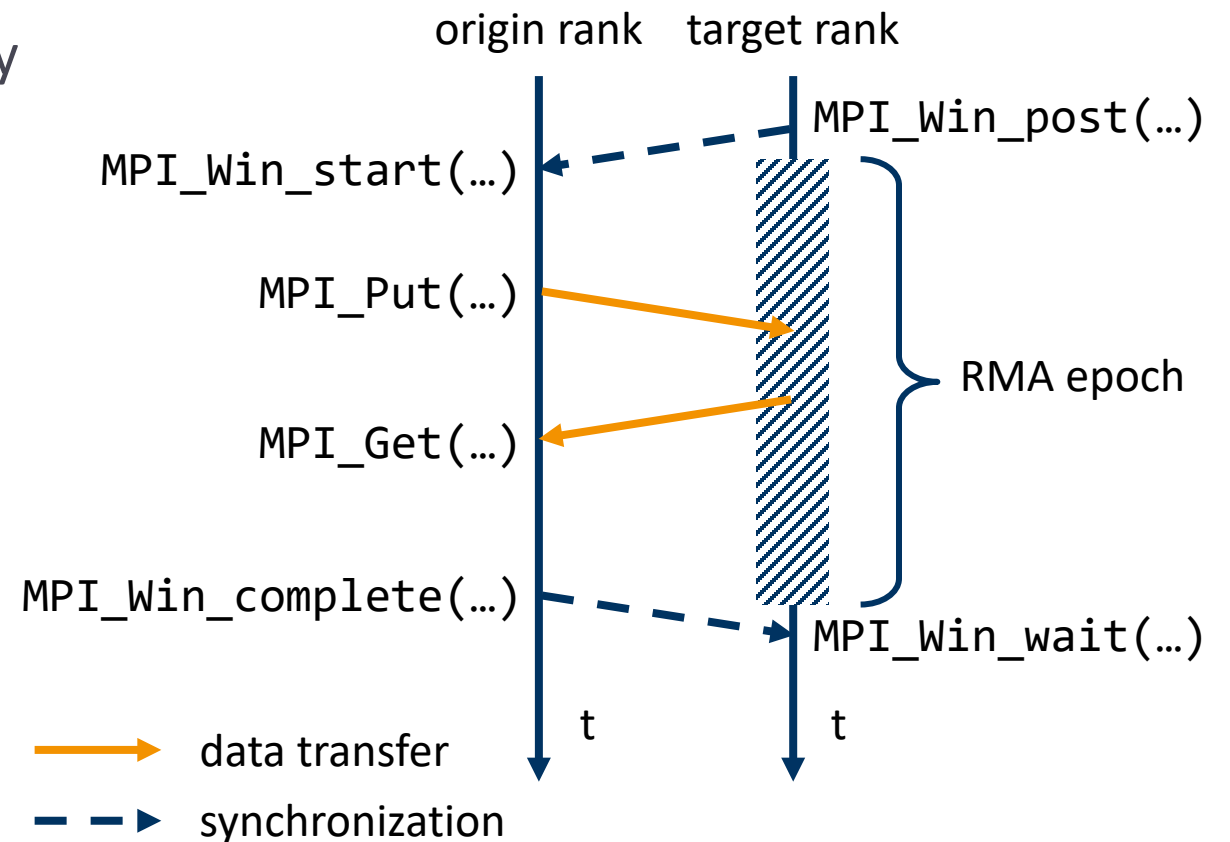 y
origin rank target rank
MPI_Win_post(…)
MPI_Win_start(…)
MPI_Put(…)
RMA epoch
MPI_Get(…)
MPI_Win_complete(…)
MPI_Win_wait(…)
t t
data transfer
synchronization